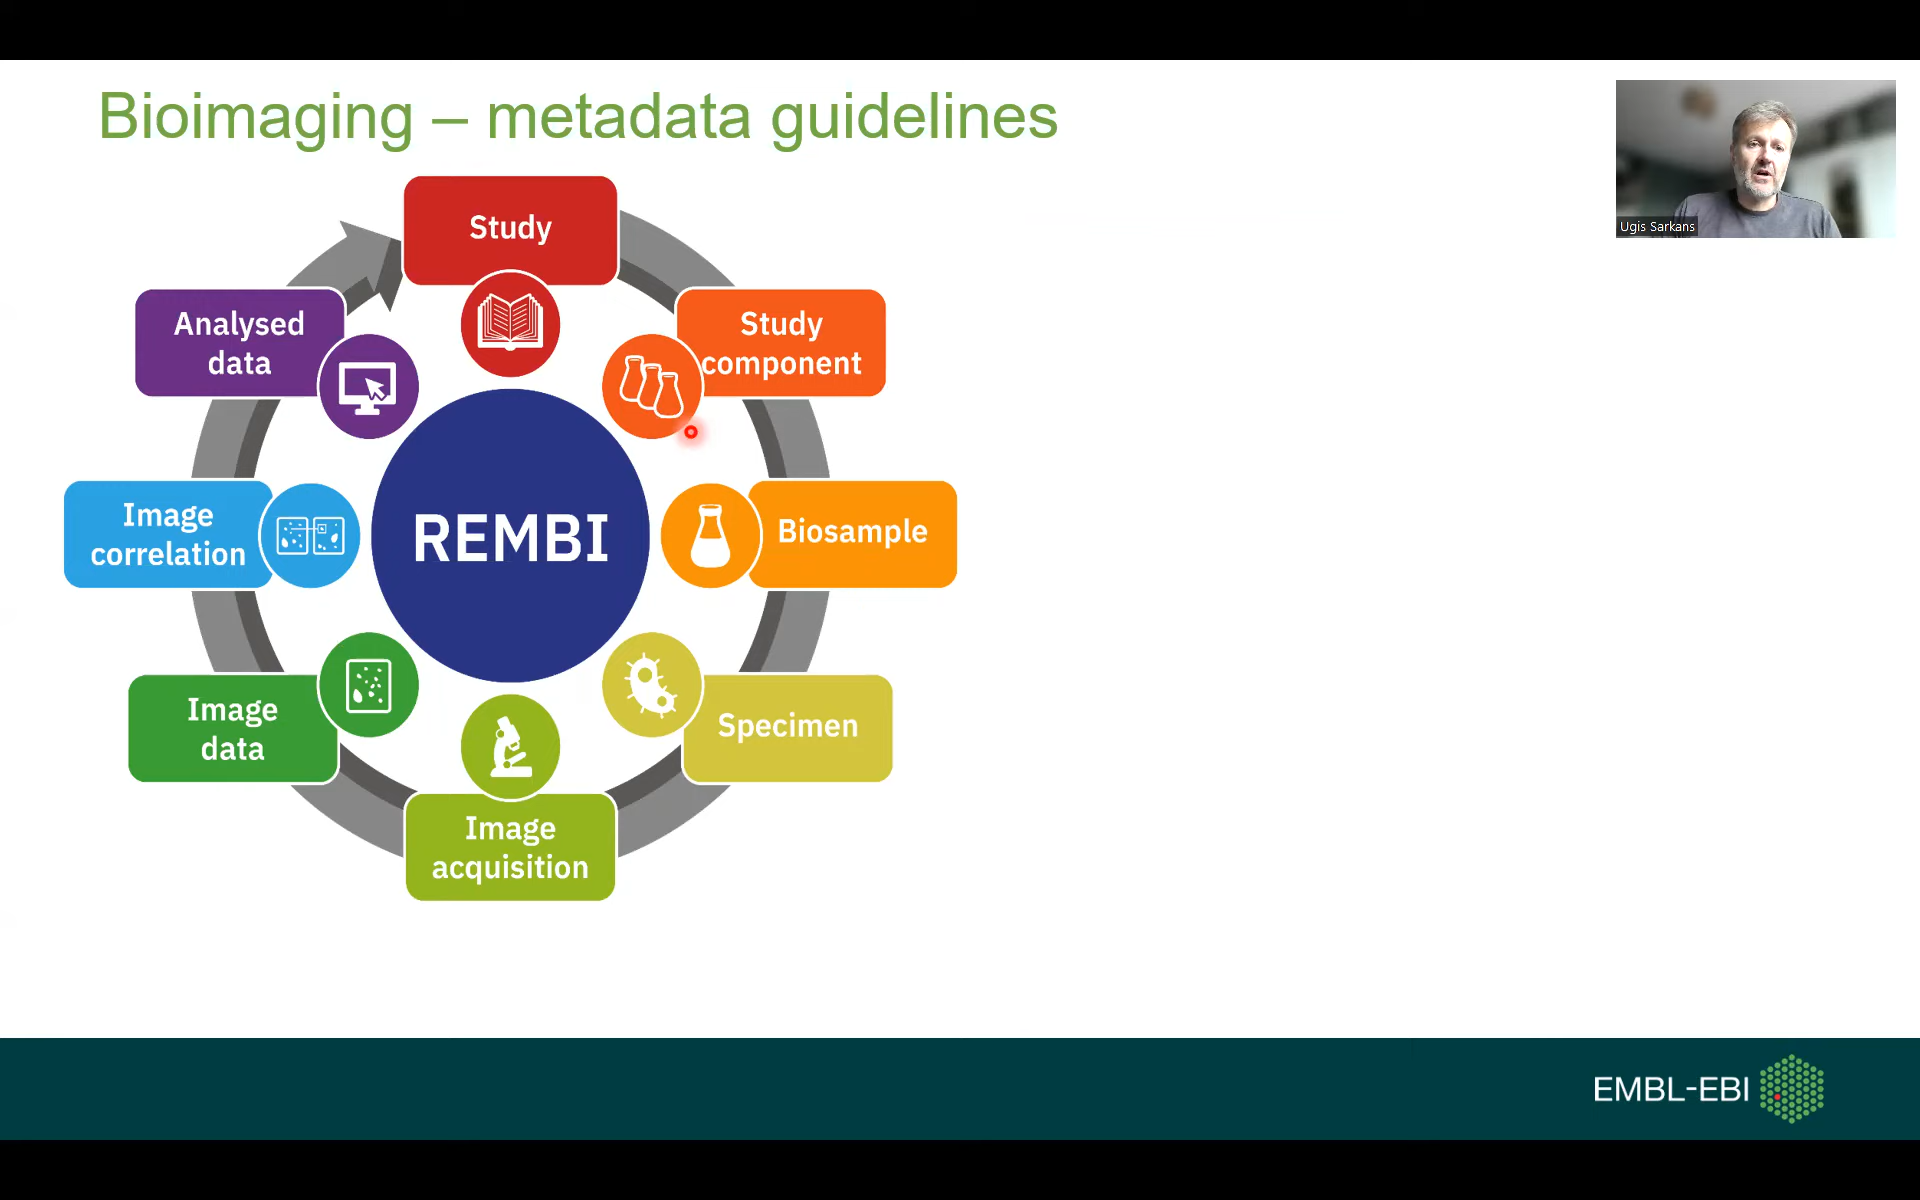 Bioimaging – metadata guidelines
Ugis Sarkans
Study
Study
component
Biosample
Specimen
Image
acquisition
Image
data
Image
correlation
Analysed
data
REMBI
EMBL-EBI